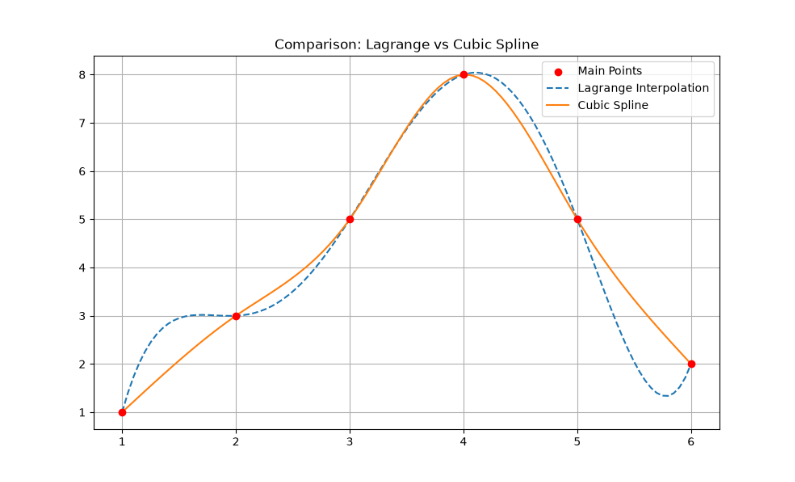 Comparison: Lagrange vs Cubic Spline
Main Points
Lagrange Interpolation
Cubic Spline
8
7
6
5
4
3
2
1
1 2 3 4 5 6